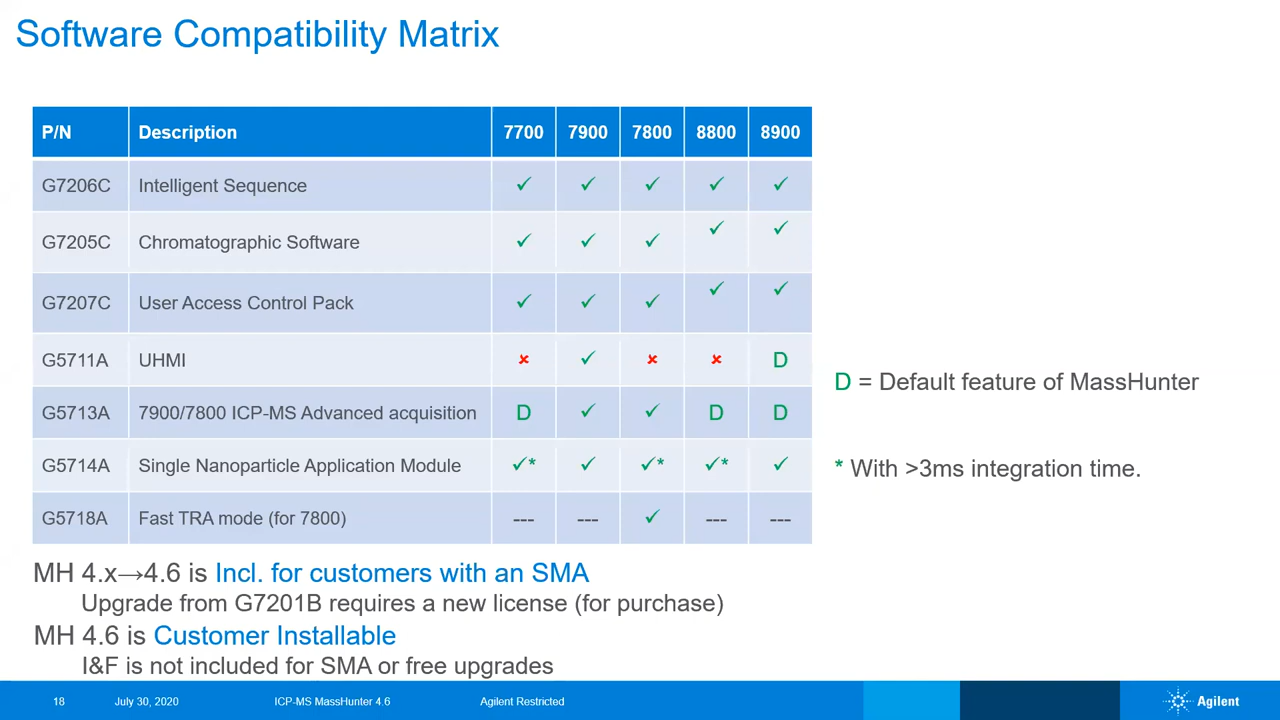 Software Compatibility Matrix
P/N Description 7700 7900 7800 8800 8900
G7206C Intelligent Sequence ✓ ✓ ✓ ✓ ✓
G7205C Chromatographic Software ✓ ✓ ✓ ✓ ✓
G7207C User Access Control Pack ✓ ✓ ✓ ✓ ✓
G5711A UHMI ✗ ✓ ✗ ✗ D
G5713A 7900/7800 ICP-MS Advanced acquisition D ✓ ✓ D D
G5714A Single Nanoparticle Application Module ✓* ✓ ✓* ✓* ✓
G5718A Fast TRA mode (for 7800) --- --- ✓ --- ---
D = Default feature of MassHunter
* With >3ms integration time.
MH 4.x→4.6 is Incl. for customers with an SMA
Upgrade from G7201B requires a new license (for purchase)
MH 4.6 is Customer Installable
I&F is not included for SMA or free upgrades
18 July 30, 2020 ICP-MS MassHunter 4.6 Agilent Restricted Agilent